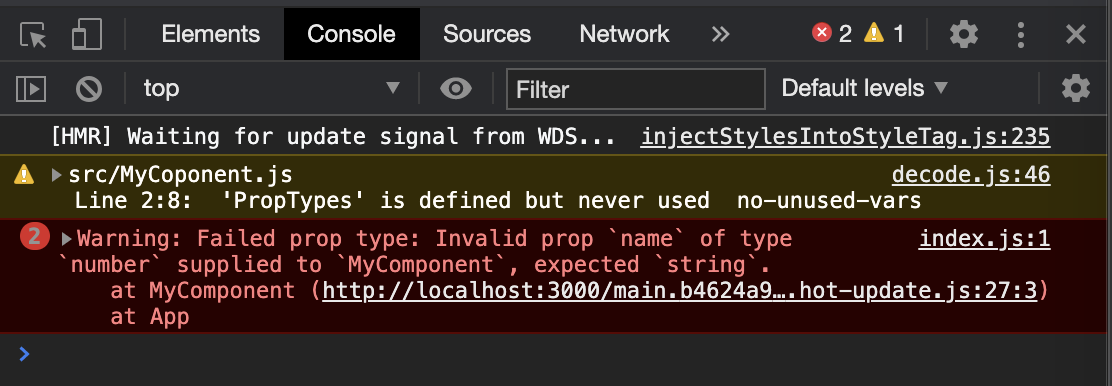 Elements Console Sources Network » 2 1
top Filter Default levels
[HMR] Waiting for update signal from WDS... injectStylesIntoStyleTag.js:235
src/MyCoponent.js decode.js:46
Line 2:8: 'PropTypes' is defined but never used no-unused-vars
2 Warning: Failed prop type: Invalid prop `name` of type index.js:1
`number` supplied to `MyComponent`, expected `string`.
at MyComponent (http://localhost:3000/main.b4624a9….hot-update.js:27:3)
at App